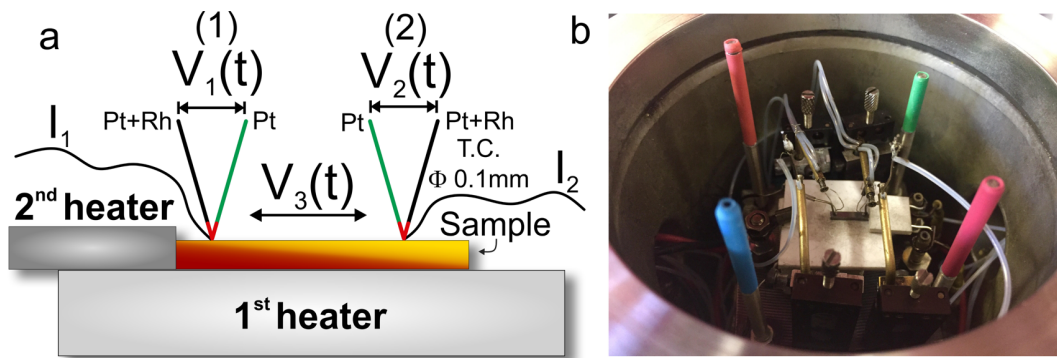 a
(1)
V₁(t)
Pt+Rh
Pt
I₁
(2)
V₂(t)
Pt
Pt+Rh
T.C.
Φ 0.1mm
I₂
V₃(t)
2ⁿᵈ heater
Sample
1ˢᵗ heater
b